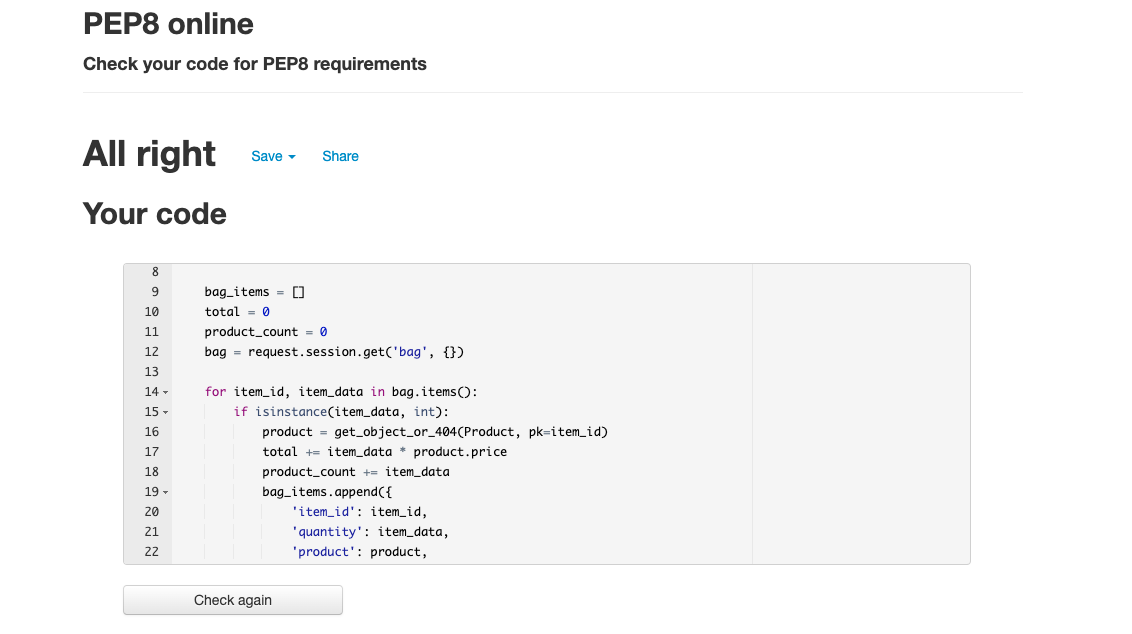 PEP8 online
Check your code for PEP8 requirements
All right Save Share
Your code
8
9 bag_items = []
10 total = 0
11 product_count = 0
12 bag = request.session.get('bag', {})
13
14 for item_id, item_data in bag.items():
15 if isinstance(item_data, int):
16 product = get_object_or_404(Product, pk=item_id)
17 total += item_data * product.price
18 product_count += item_data
19 bag_items.append({
20 'item_id': item_id,
21 'quantity': item_data,
22 'product': product,
Check again